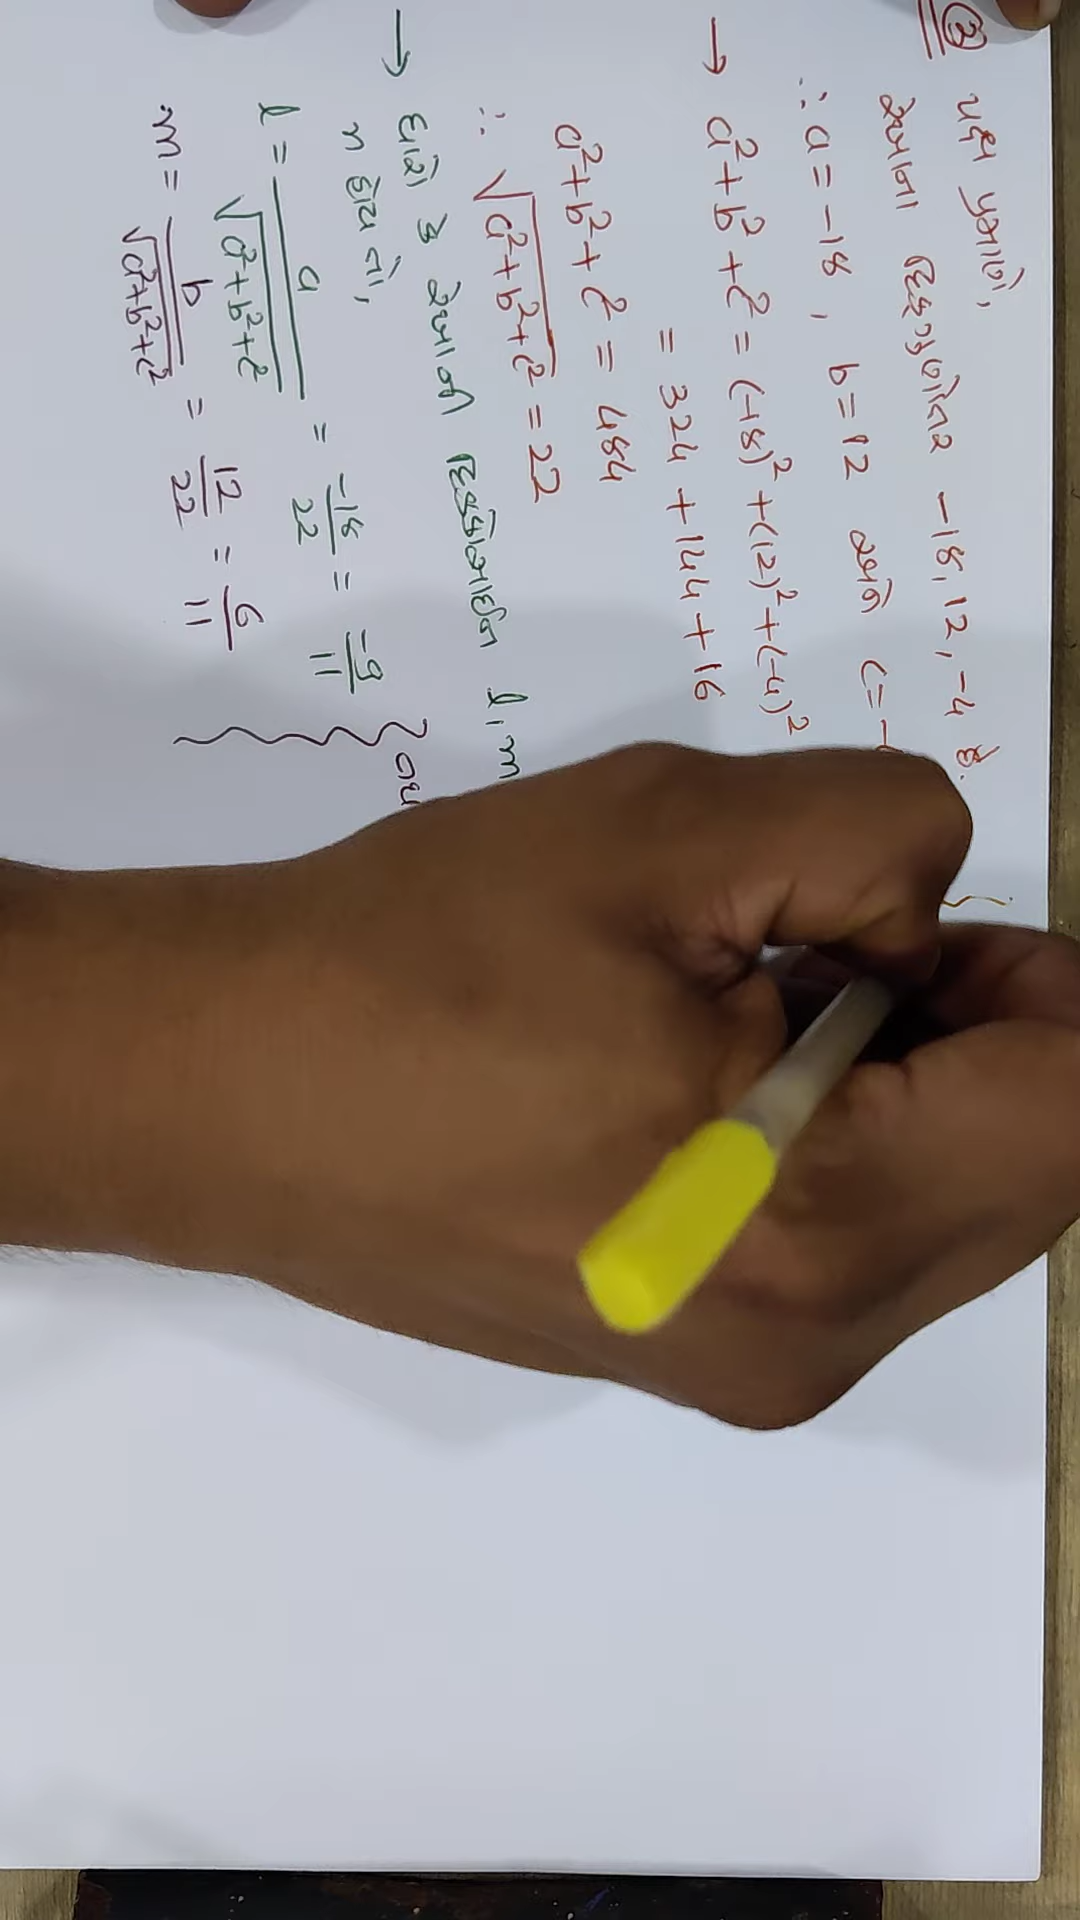 ② પક્ષ પ્રમાણે,
રેખાના દિક્ગુણોત્તર -18, 12, -4 છે.
∴ a = -18 , b = 12 અને c = -
→ a² + b² + c² = (-18)² + (12)² + (-4)²
= 324 + 144 + 16
a² + b² + c² = 484
∴ √a² + b² + c² = 22
→ ધારો કે રેખાની દિક્કોસાઈન l, m
n હોય તો,
l = a / √a² + b² + c² = -18 / 22 = -9 / 11
m = b / √a² + b² + c² = 12 / 22 = 6 / 11